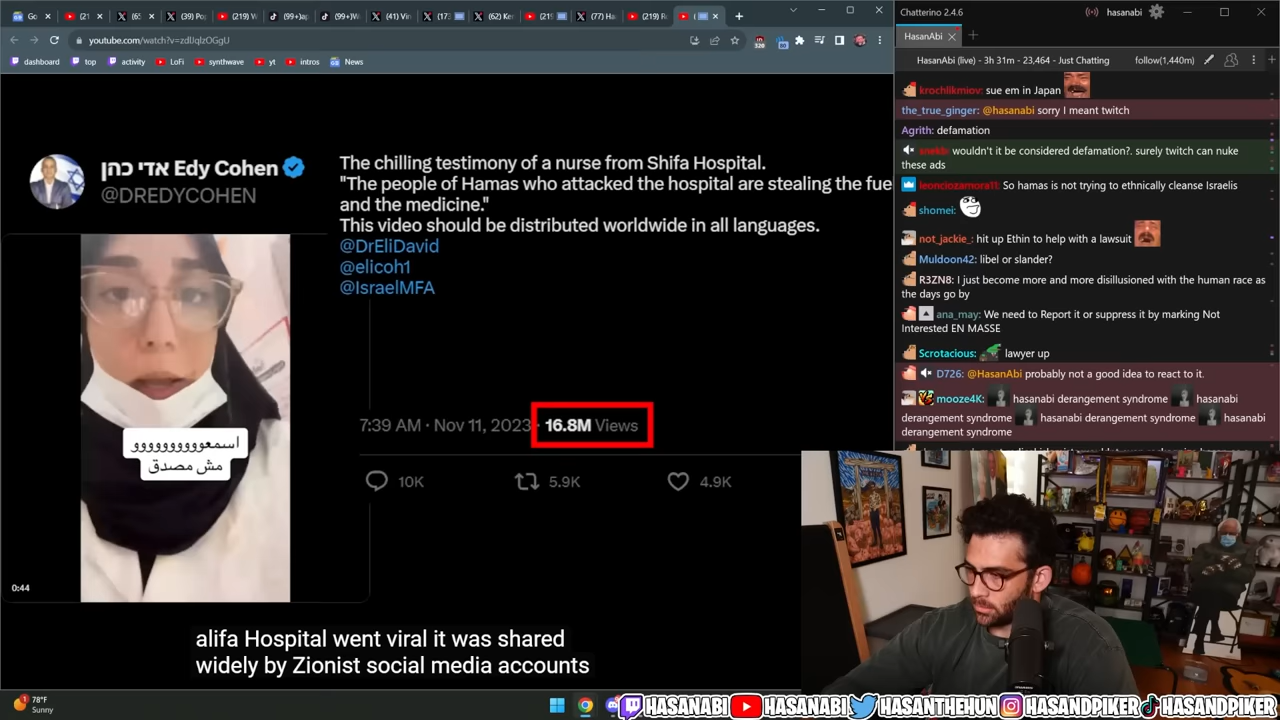 Chatterino 2.4.6
hasanabi
youtube.com/watch?v=zdUqlzOGgU
dashboard
top
activity
LoFi
synthwave
yt
intros
News
HasanAbi
HasanAbi (live) - 3h 31m - 23,464 - Just Chatting
follow(1,440m)
אדי כהן Edy Cohen
@DREDYCOHEN
The chilling testimony of a nurse from Shifa Hospital.
"The people of Hamas who attacked the hospital are stealing the fue
and the medicine."
This video should be distributed worldwide in all languages.
@DrEliDavid
@elicoh1
@IsraelMFA
اسمعوووووووووو
مش مصدق
0:44
7:39 AM · Nov 11, 2023 · 16.8M Views
10K
5.9K
4.9K
alifa Hospital went viral it was shared
widely by Zionist social media accounts
krochlikmiov: sue em in Japan
the_true_ginger: @hasanabi sorry I meant twitch
Agrith: defamation
snekb: wouldn't it be considered defamation?. surely twitch can nuke
these ads
leonciozamora11: So hamas is not trying to ethnically cleanse Israelis
shomei:
not_jackie_: hit up Ethin to help with a lawsuit
Muldoon42: libel or slander?
R3ZN8: I just become more and more disillusioned with the human race as
the days go by
ana_may: We need to Report it or suppress it by marking Not
Interested EN MASSE
Scrotacious: lawyer up
D726: @HasanAbi probably not a good idea to react to it.
mooze4K: hasanabi derangement syndrome hasanabi
derangement syndrome hasanabi derangement syndrome hasanabi
derangement syndrome
78°F
Sunny
HASANABI
HASANABI
HASANTHEHUN
HASANDPIKER
HASANDPIKER